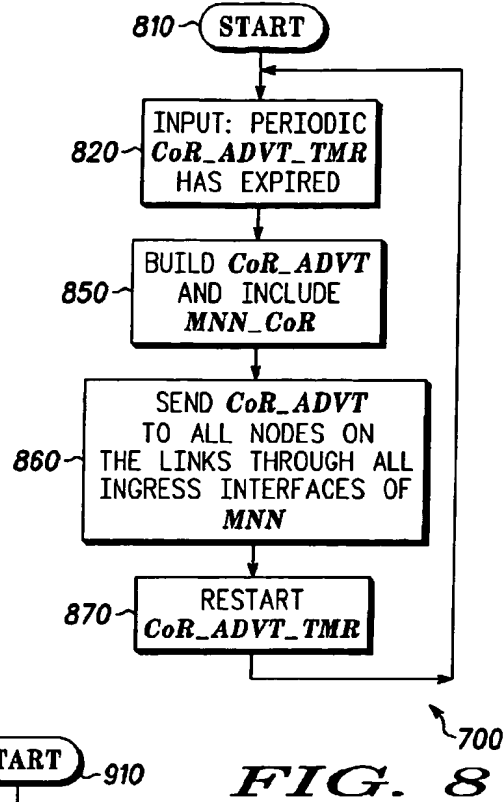 810
START
820
INPUT: PERIODIC
CoR_ADVT_TMR
HAS EXPIRED
850
BUILD CoR_ADVT
AND INCLUDE
MNN_CoR
860
SEND CoR_ADVT
TO ALL NODES ON
THE LINKS THROUGH ALL
INGRESS INTERFACES OF
MNN
870
RESTART
CoR_ADVT_TMR
700
TART
910
FIG. 8